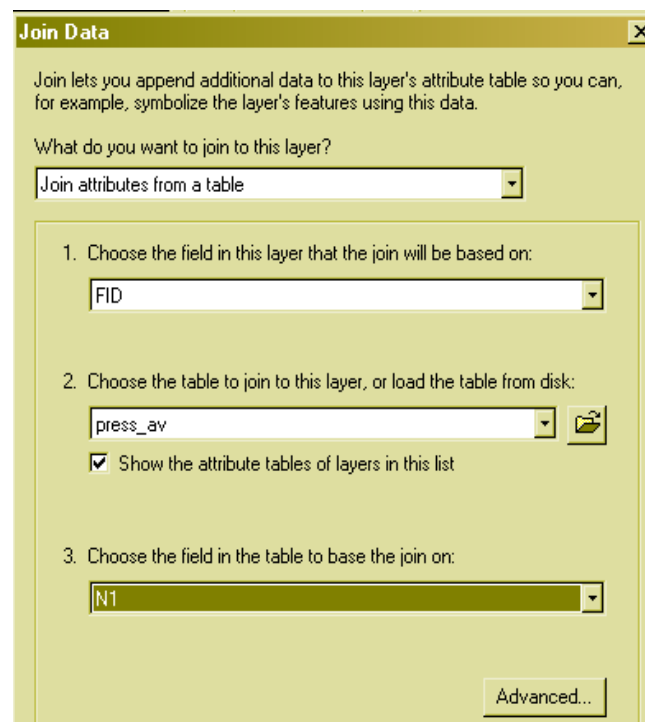 Join Data
Join lets you append additional data to this layer's attribute table so you can,
for example, symbolize the layer's features using this data.
What do you want to join to this layer?
Join attributes from a table
1. Choose the field in this layer that the join will be based on:
FID
2. Choose the table to join to this layer, or load the table from disk:
press_av
Show the attribute tables of layers in this list
3. Choose the field in the table to base the join on:
N1
Advanced...